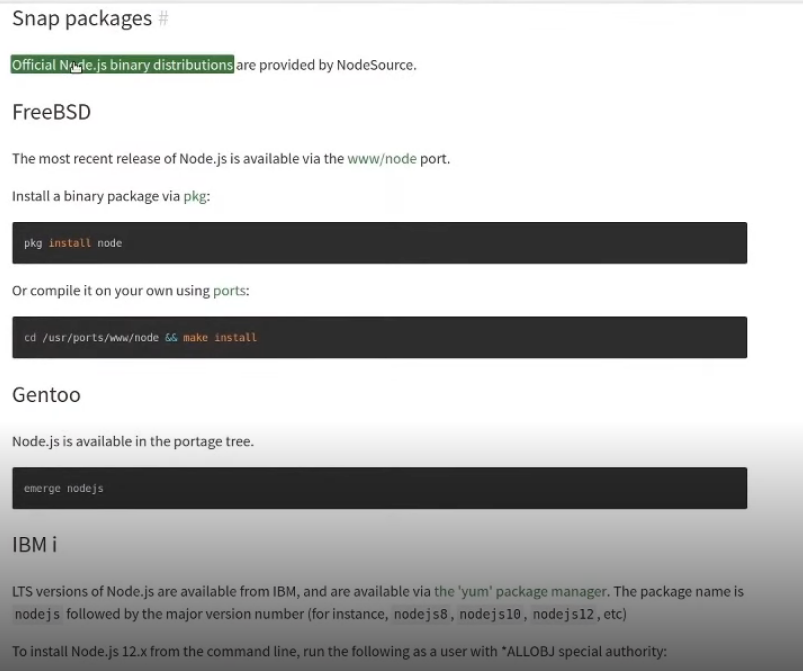 Snap packages #
Official Node.js binary distributions are provided by NodeSource.
FreeBSD
The most recent release of Node.js is available via the www/node port.
Install a binary package via pkg:
pkg install node
Or compile it on your own using ports:
cd /usr/ports/www/node && make install
Gentoo
Node.js is available in the portage tree.
emerge nodejs
IBM i
LTS versions of Node.js are available from IBM, and are available via the 'yum' package manager. The package name is
nodejs followed by the major version number (for instance, nodejs8, nodejs10, nodejs12, etc)
To install Node.js 12.x from the command line, run the following as a user with *ALLOBJ special authority: